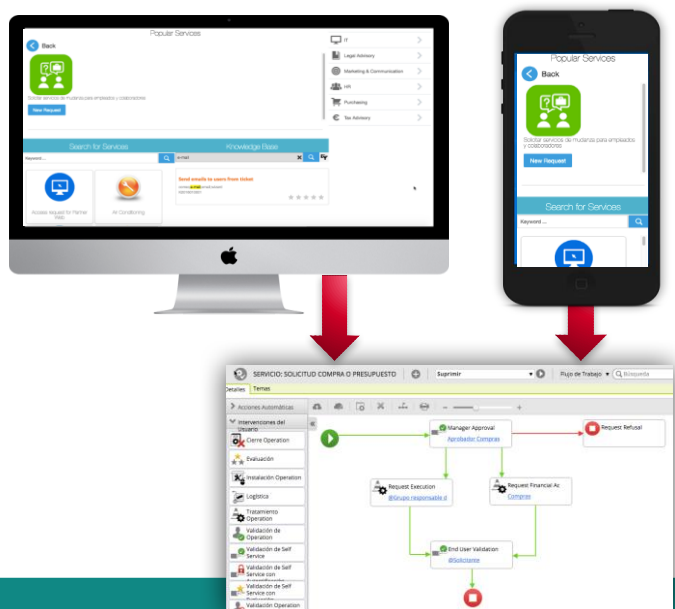 Popular Services
Back
Solicitar servicios de mudanza para empleados y colaboradores
New Request
IT
Legal Advisory
Marketing & Communication
HR
Purchasing
Tax Advisory
Search for Services
Knowledge Base
Keyword ...
e-mail
Send emails to users from ticket
Access request for Partner
Web
Air Conditioning
Popular Services
Back
Solicitar servicios de mudanza para empleados
y colaboradores
New Request
Search for Services
Keyword ...
SERVICIO: SOLICITUD COMPRA O PRESUPUESTO
Suprimir
Flujo de Trabajo
Búsqueda
Detalles
Temas
Acciones Automáticas
Intervenciones del
Usuario
Cierre Operation
Evaluación
Instalación Operation
Logística
Tratamiento
Operation
Validación de
Operation
Validación de Self
Service
Validación de Self
Service con
Validación de Self
Service con
Validación Operation
Manager Approval
Aprobador Compras
Request Refusal
Request Execution
@Grupo responsable d
Request Financial Ac
Compras
End User Validation
@Solicitante